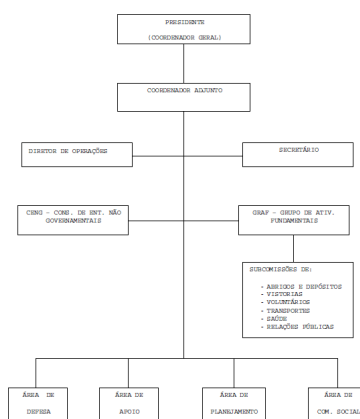 PRESIDENTE
(COORDENADOR GERAL)
COORDENADOR ADJUNTO
DIRETOR DE OPERAÇÕES
SECRETÁRIO
CENG – CONS. DE ENT. NÃO
GOVERNAMENTAIS
GRAF – GRUPO DE ATIV.
FUNDAMENTAIS
SUBCOMISSÕES DE:
- ABRIGOS E DEPÓSITOS
- VISTORIAS
- VOLUNTÁRIOS
- TRANSPORTES
- SAÚDE
- RELAÇÕES PÚBLICAS
ÁREA DE
DEFESA
ÁREA DE
APOIO
ÁREA DE
PLANEJAMENTO
ÁREA DE
COM. SOCIAL